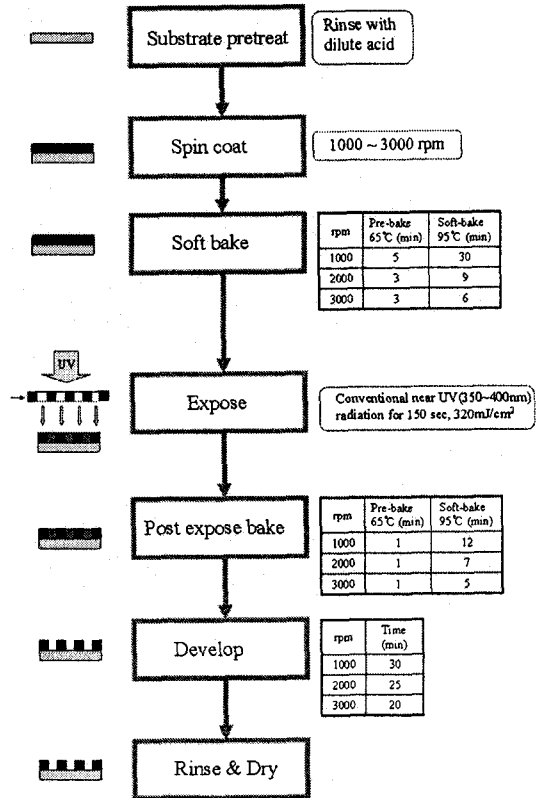 Substrate pretreat
Rinse with
dilute acid
Spin coat
1000 ~ 3000 rpm
Soft bake
rpm Pre-bake 65℃ (min) Soft-bake 95℃ (min)
1000 5 30
2000 3 9
3000 3 6
UV
Expose
Conventional near UV(350~400nm)
radiation for 150 sec, 320mJ/cm²
Post expose bake
rpm Pre-bake 65℃ (min) Soft-bake 95℃ (min)
1000 1 12
2000 1 7
3000 1 5
Develop
rpm Time (min)
1000 30
2000 25
3000 20
Rinse & Dry